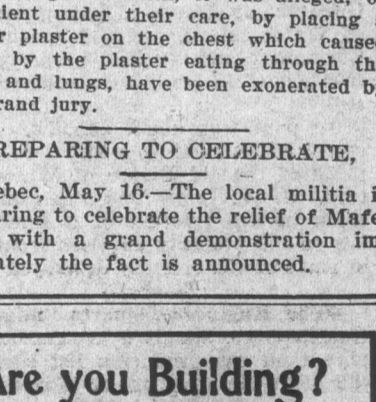 ient under their care, by placing
plaster on the chest which cause
by the plaster eating through th
and lungs, have been exonerated b
rand jury.
REPARING TO CELEBRATE,
ebec, May 16.—The local militia i
ring to celebrate the relief of Mafe
with a grand demonstration im
ately the fact is announced.
Are you Building?